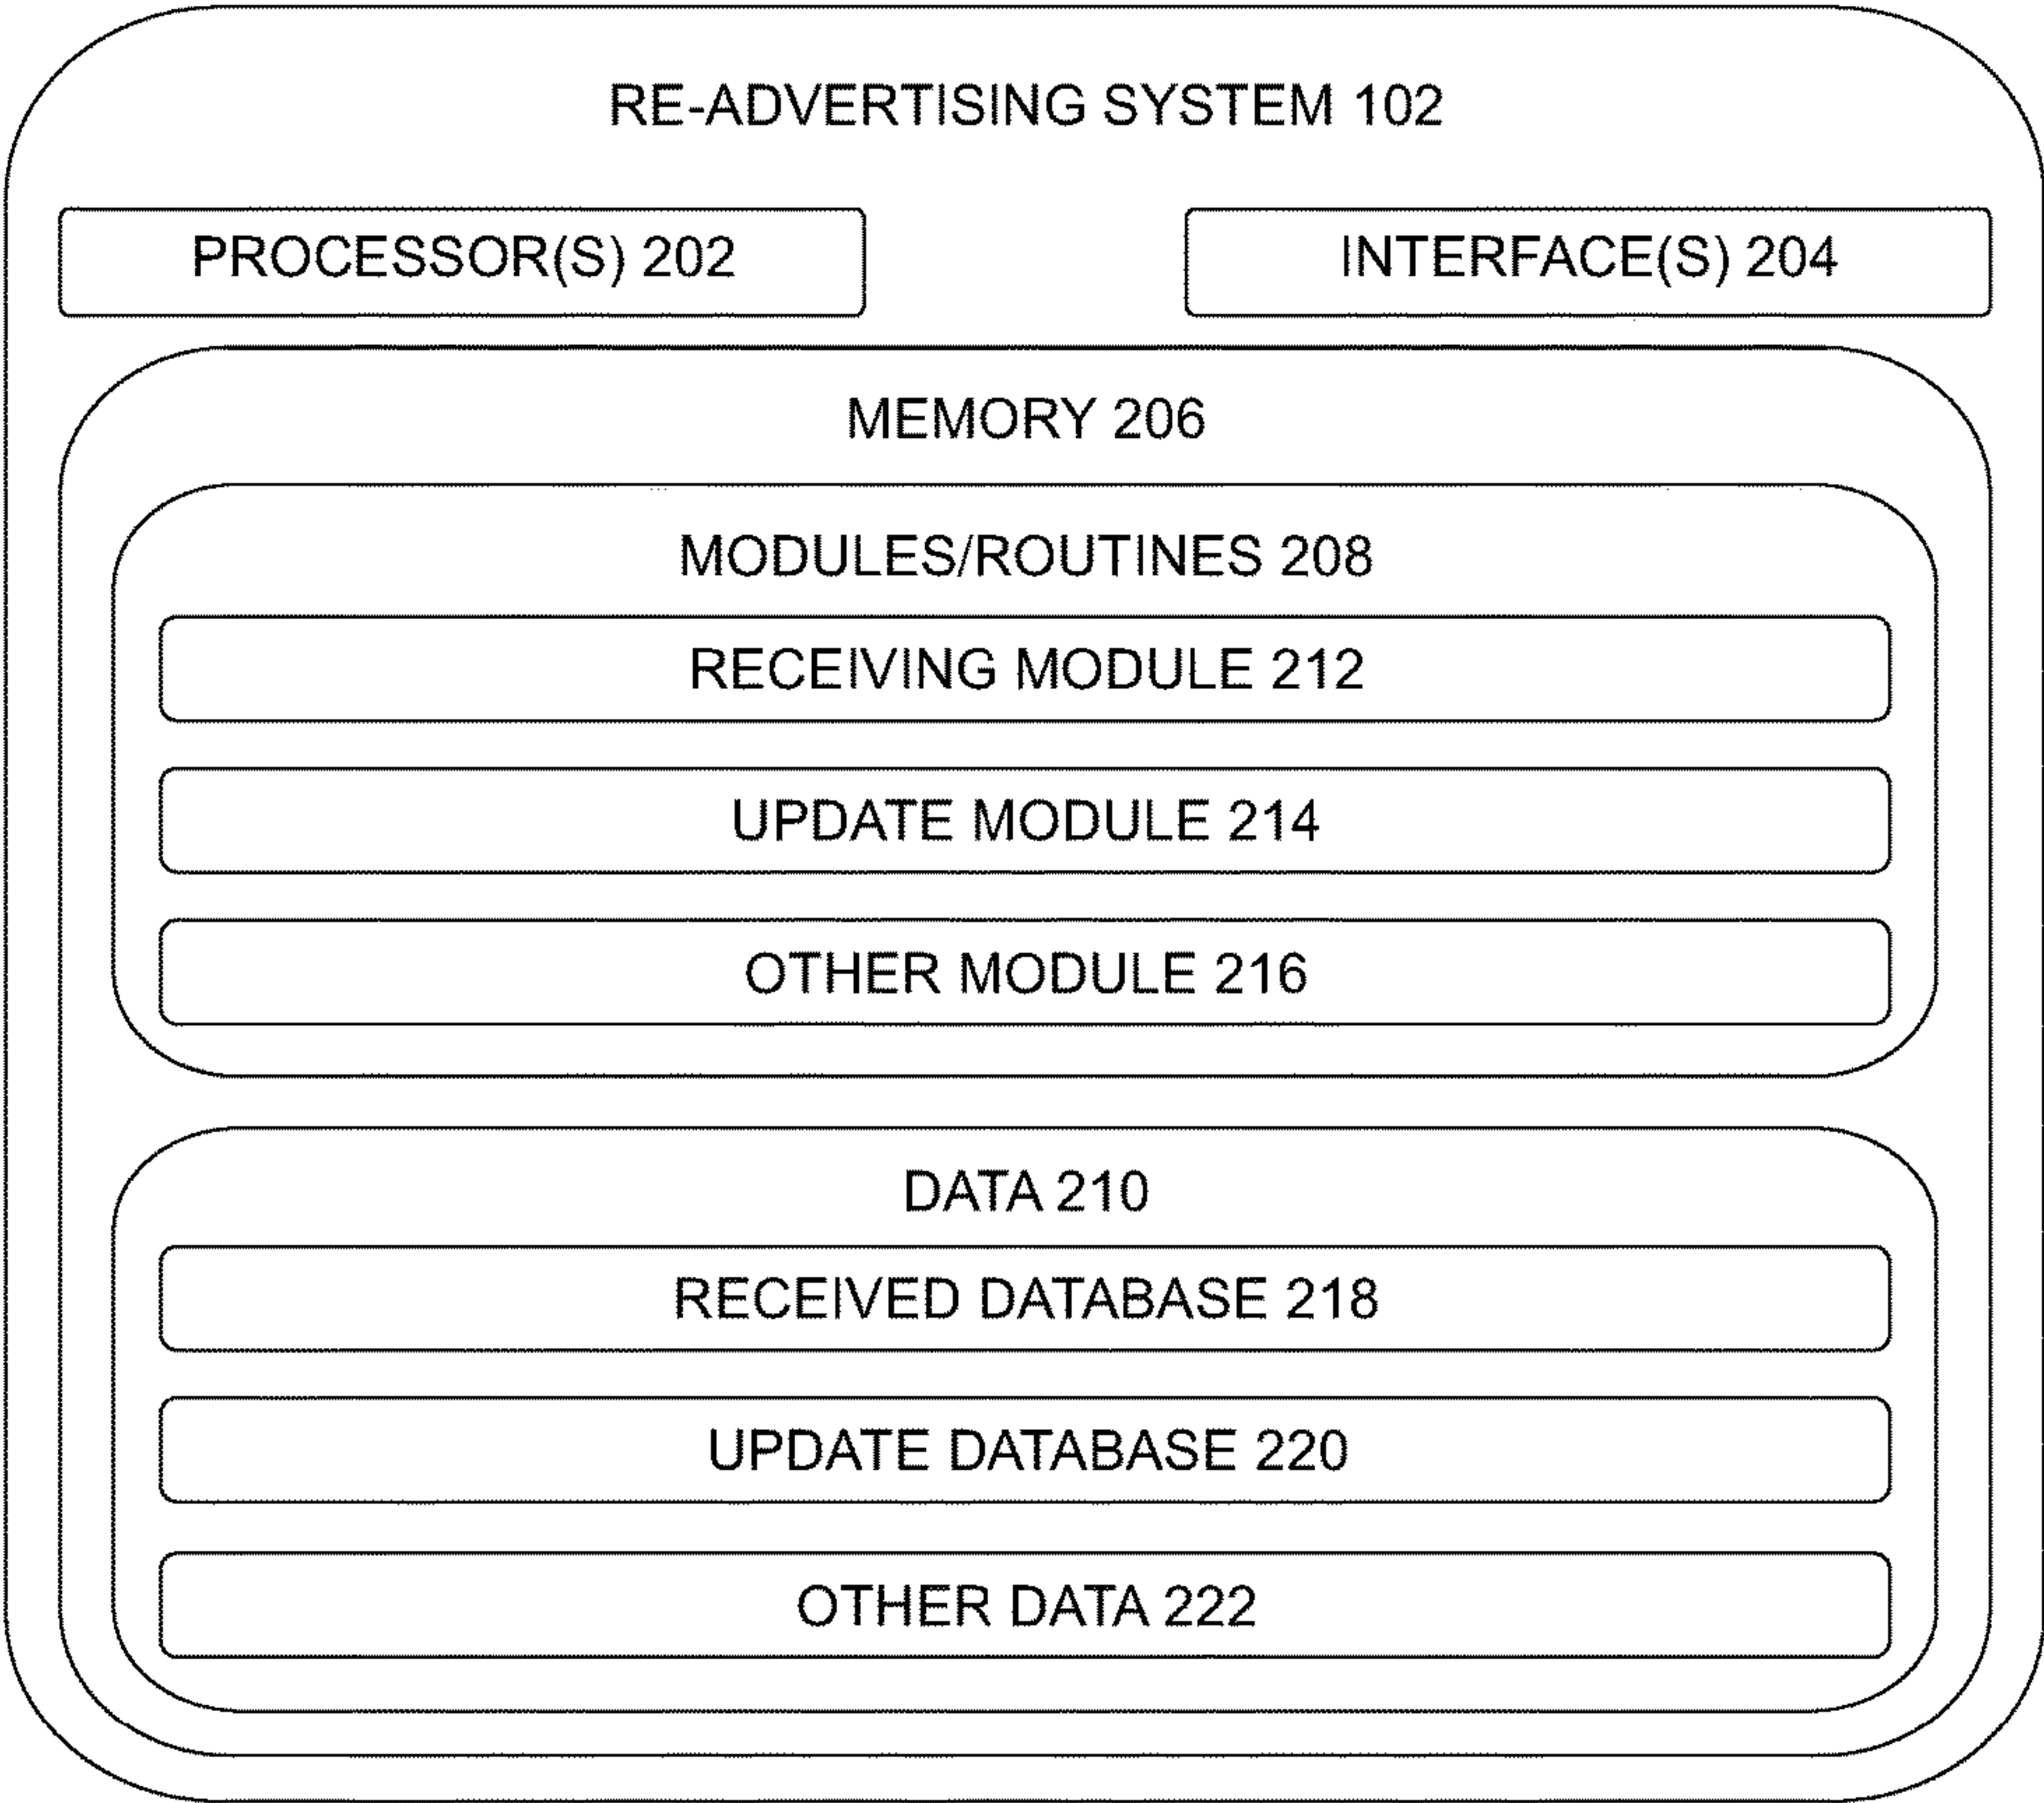 RE-ADVERTISING SYSTEM 102
PROCESSOR(S) 202
INTERFACE(S) 204
MEMORY 206
MODULES/ROUTINES 208
RECEIVING MODULE 212
UPDATE MODULE 214
OTHER MODULE 216
DATA 210
RECEIVED DATABASE 218
UPDATE DATABASE 220
OTHER DATA 222